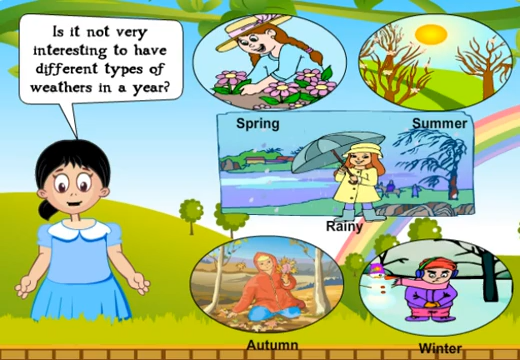 Is it not very
interesting to have
different types of
weathers in a year?
Spring
Summer
Rainy
Autumn
Winter